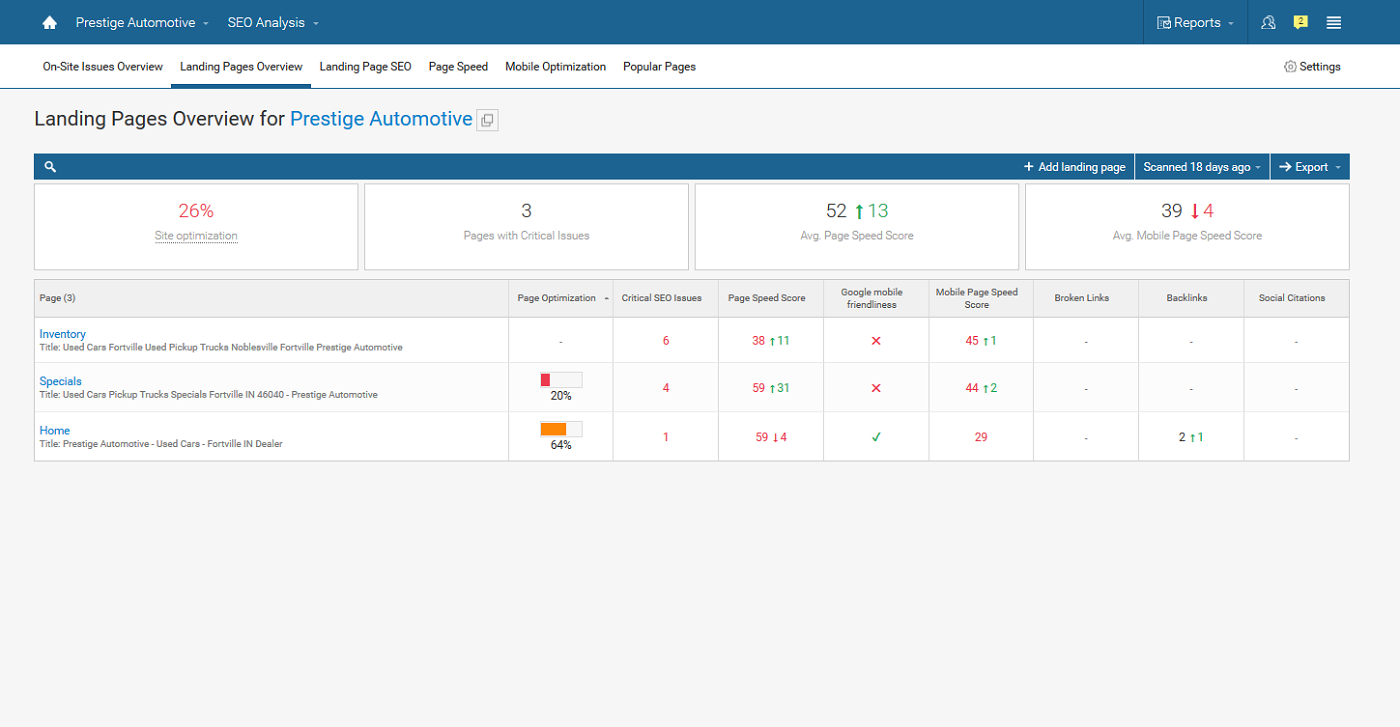 Prestige Automotive SEO Analysis Reports 2
On-Site Issues Overview Landing Pages Overview Landing Page SEO Page Speed Mobile Optimization Popular Pages Settings
Landing Pages Overview for Prestige Automotive
+ Add landing page Scanned 18 days ago → Export
26% 3 52 ↑13 39 ↓4
Site optimization Pages with Critical Issues Avg. Page Speed Score Avg. Mobile Page Speed Score
Page (3) Page Optimization Critical SEO Issues Page Speed Score Google mobile friendliness Mobile Page Speed Score Broken Links Backlinks Social Citations
Inventory - 6 38 ↑11 ✕ 45 ↑1 - - -
Title: Used Cars Fortville Used Pickup Trucks Noblesville Fortville Prestige Automotive
Specials 20% 4 59 ↑31 ✕ 44 ↑2 - - -
Title: Used Cars Pickup Trucks Specials Fortville IN 46040 - Prestige Automotive
Home 64% 1 59 ↓4 ✓ 29 - 2 ↑1 -
Title: Prestige Automotive - Used Cars - Fortville IN Dealer